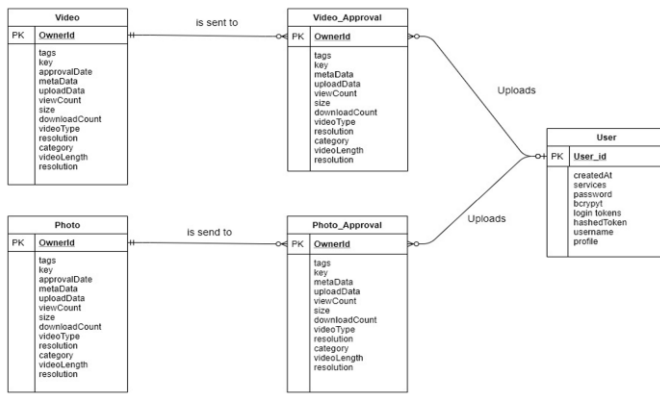 Video
PK OwnerId
tags
key
approvalDate
metaData
uploadData
viewCount
size
downloadCount
videoType
resolution
category
videoLength
resolution
is sent to
Video_Approval
PK OwnerId
tags
key
metaData
uploadData
viewCount
size
downloadCount
videoType
resolution
category
videoLength
resolution
Uploads
User
PK User_id
createdAt
services
password
bcrypyt
login tokens
hashedToken
username
profile
Photo
PK OwnerId
tags
key
approvalDate
metaData
uploadData
viewCount
size
downloadCount
videoType
resolution
category
videoLength
resolution
is send to
Photo_Approval
PK OwnerId
tags
key
metaData
uploadData
viewCount
size
downloadCount
videoType
resolution
category
videoLength
resolution
Uploads